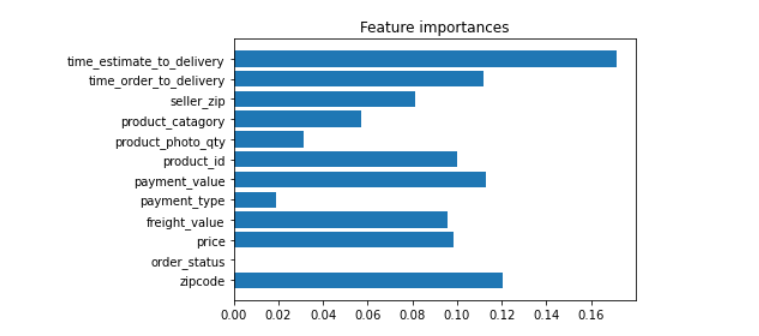 Feature importances
time_estimate_to_delivery
time_order_to_delivery
seller_zip
product_catagory
product_photo_qty
product_id
payment_value
payment_type
freight_value
price
order_status
zipcode
0.00 0.02 0.04 0.06 0.08 0.10 0.12 0.14 0.16